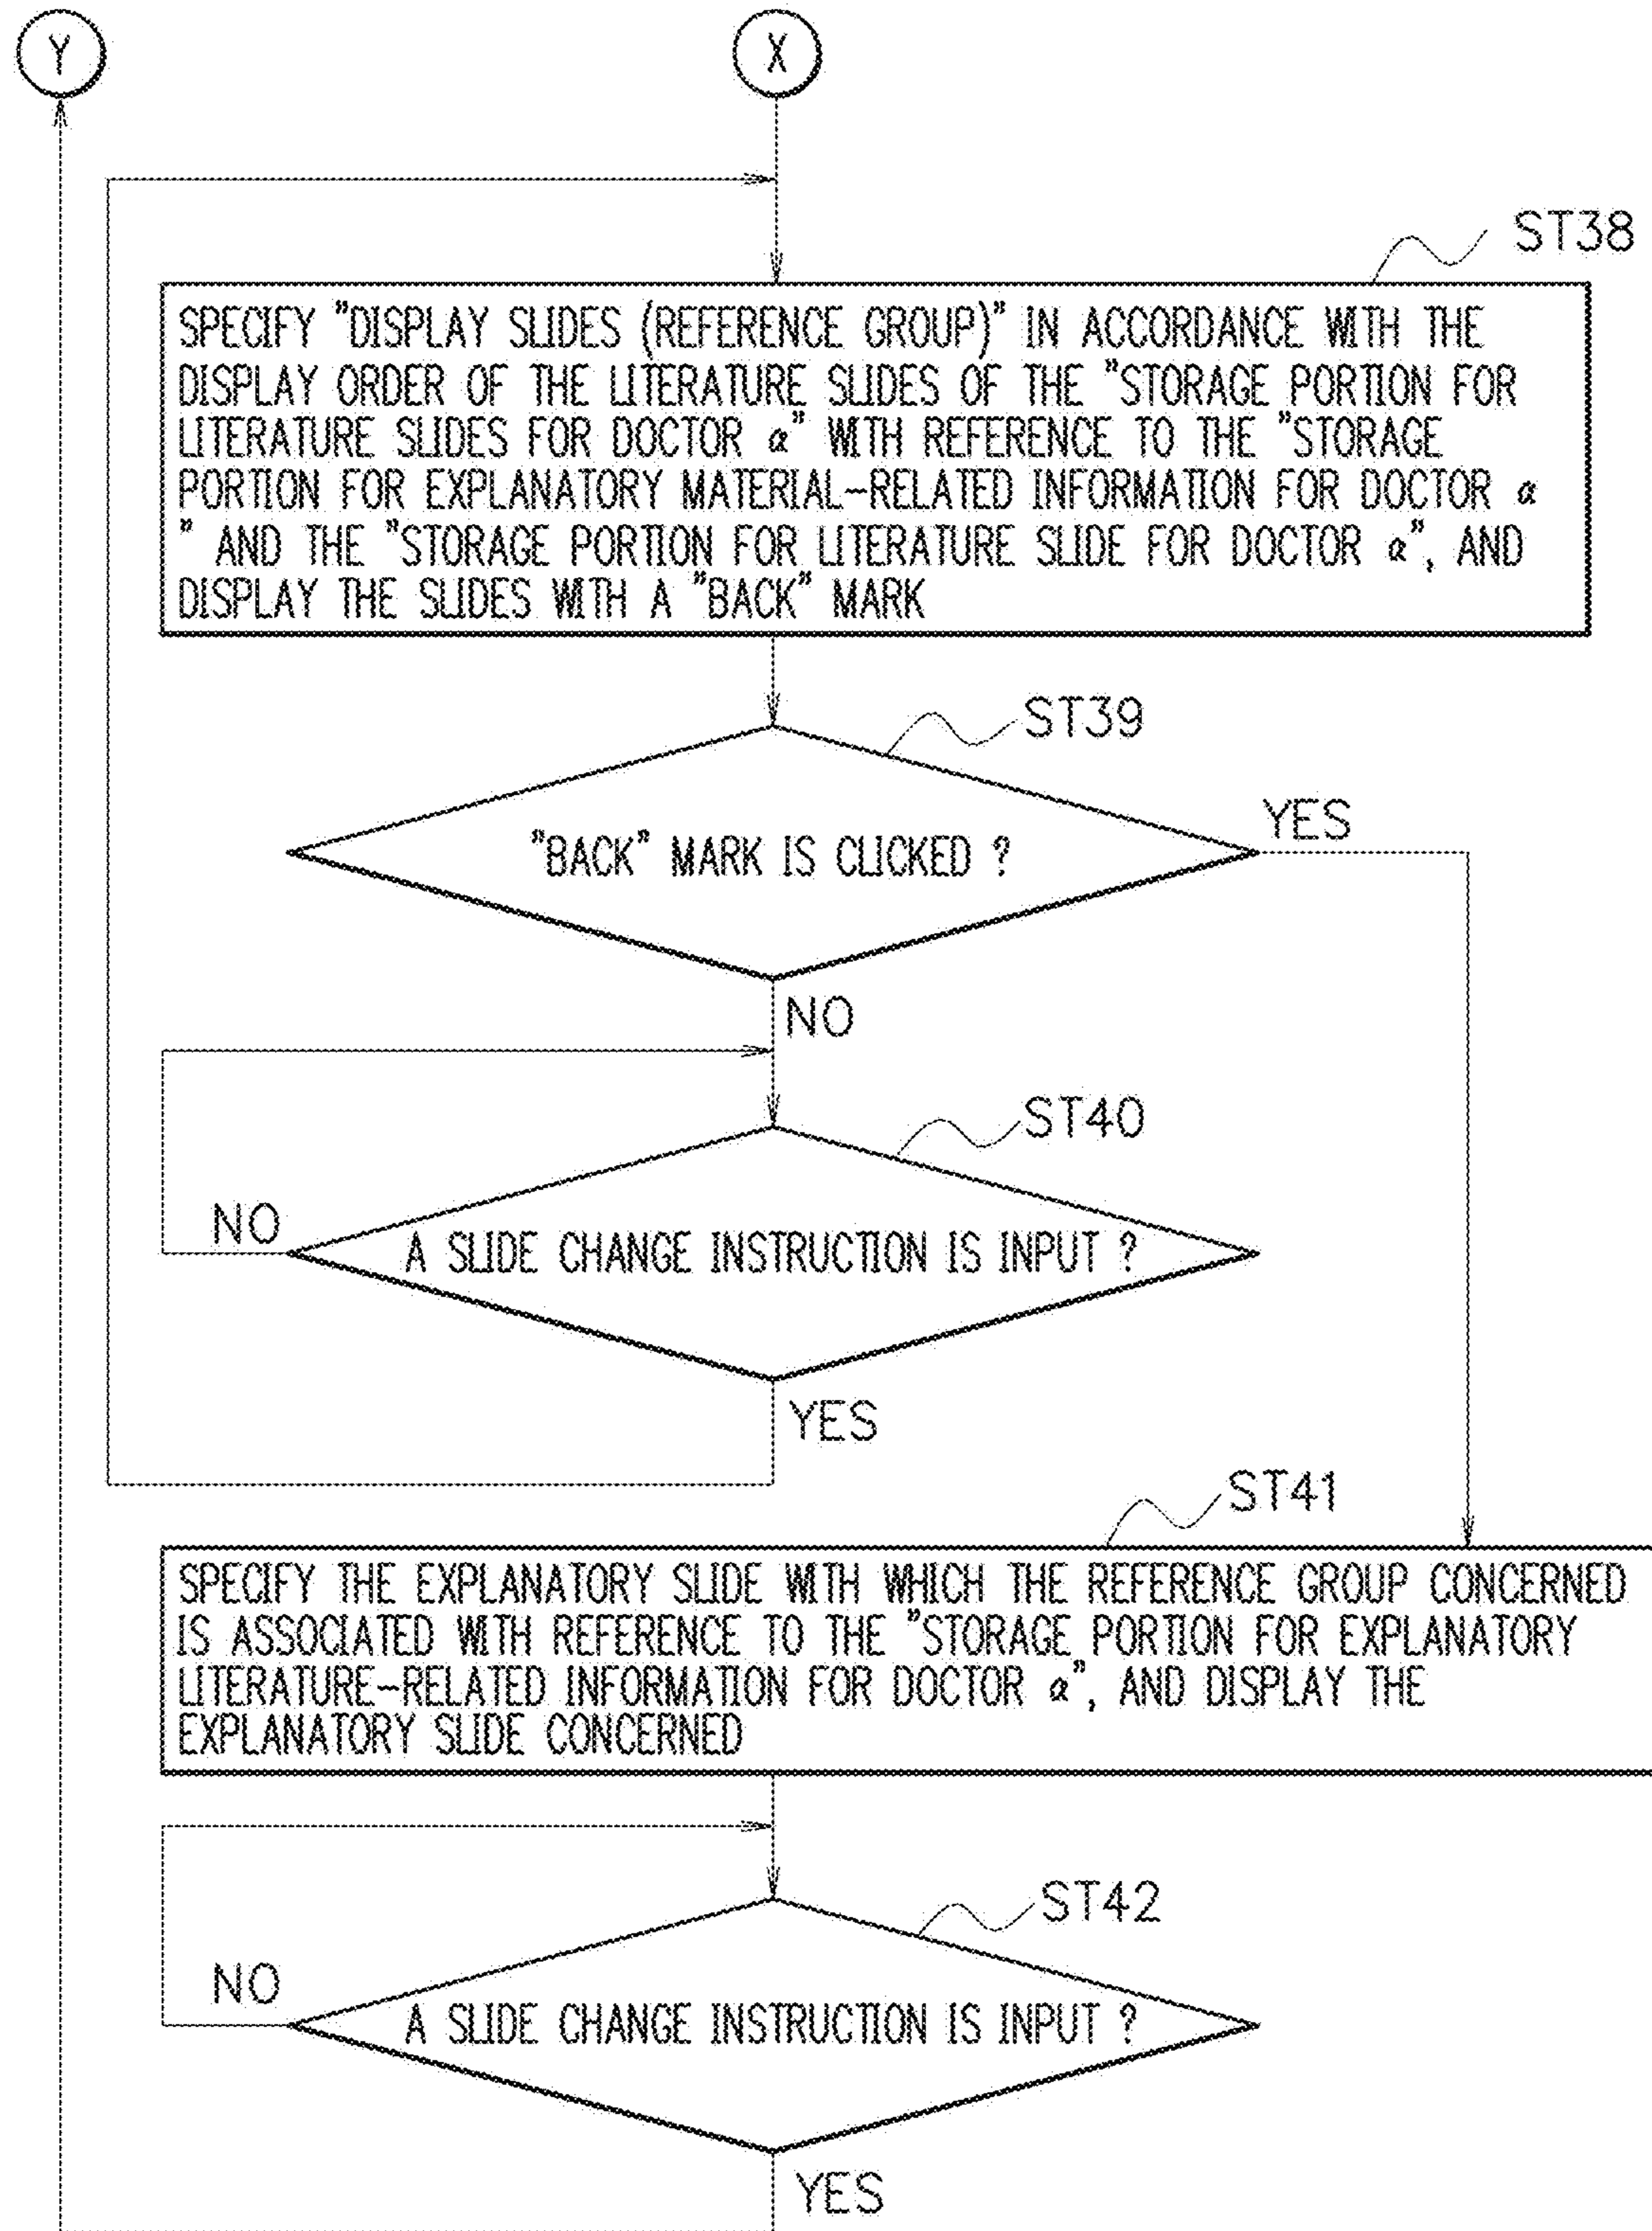 Y
X
ST38
SPECIFY "DISPLAY SLIDES (REFERENCE GROUP)" IN ACCORDANCE WITH THE
DISPLAY ORDER OF THE LITERATURE SLIDES OF THE "STORAGE PORTION FOR
LITERATURE SLIDES FOR DOCTOR α" WITH REFERENCE TO THE "STORAGE
PORTION FOR EXPLANATORY MATERIAL-RELATED INFORMATION FOR DOCTOR α
" AND THE "STORAGE PORTION FOR LITERATURE SLIDE FOR DOCTOR α", AND
DISPLAY THE SLIDES WITH A "BACK" MARK
ST39
"BACK" MARK IS CLICKED ?
YES
NO
ST40
NO
A SLIDE CHANGE INSTRUCTION IS INPUT ?
YES
ST41
SPECIFY THE EXPLANATORY SLIDE WITH WHICH THE REFERENCE GROUP CONCERNED
IS ASSOCIATED WITH REFERENCE TO THE "STORAGE PORTION FOR EXPLANATORY
LITERATURE-RELATED INFORMATION FOR DOCTOR α", AND DISPLAY THE
EXPLANATORY SLIDE CONCERNED
ST42
NO
A SLIDE CHANGE INSTRUCTION IS INPUT ?
YES